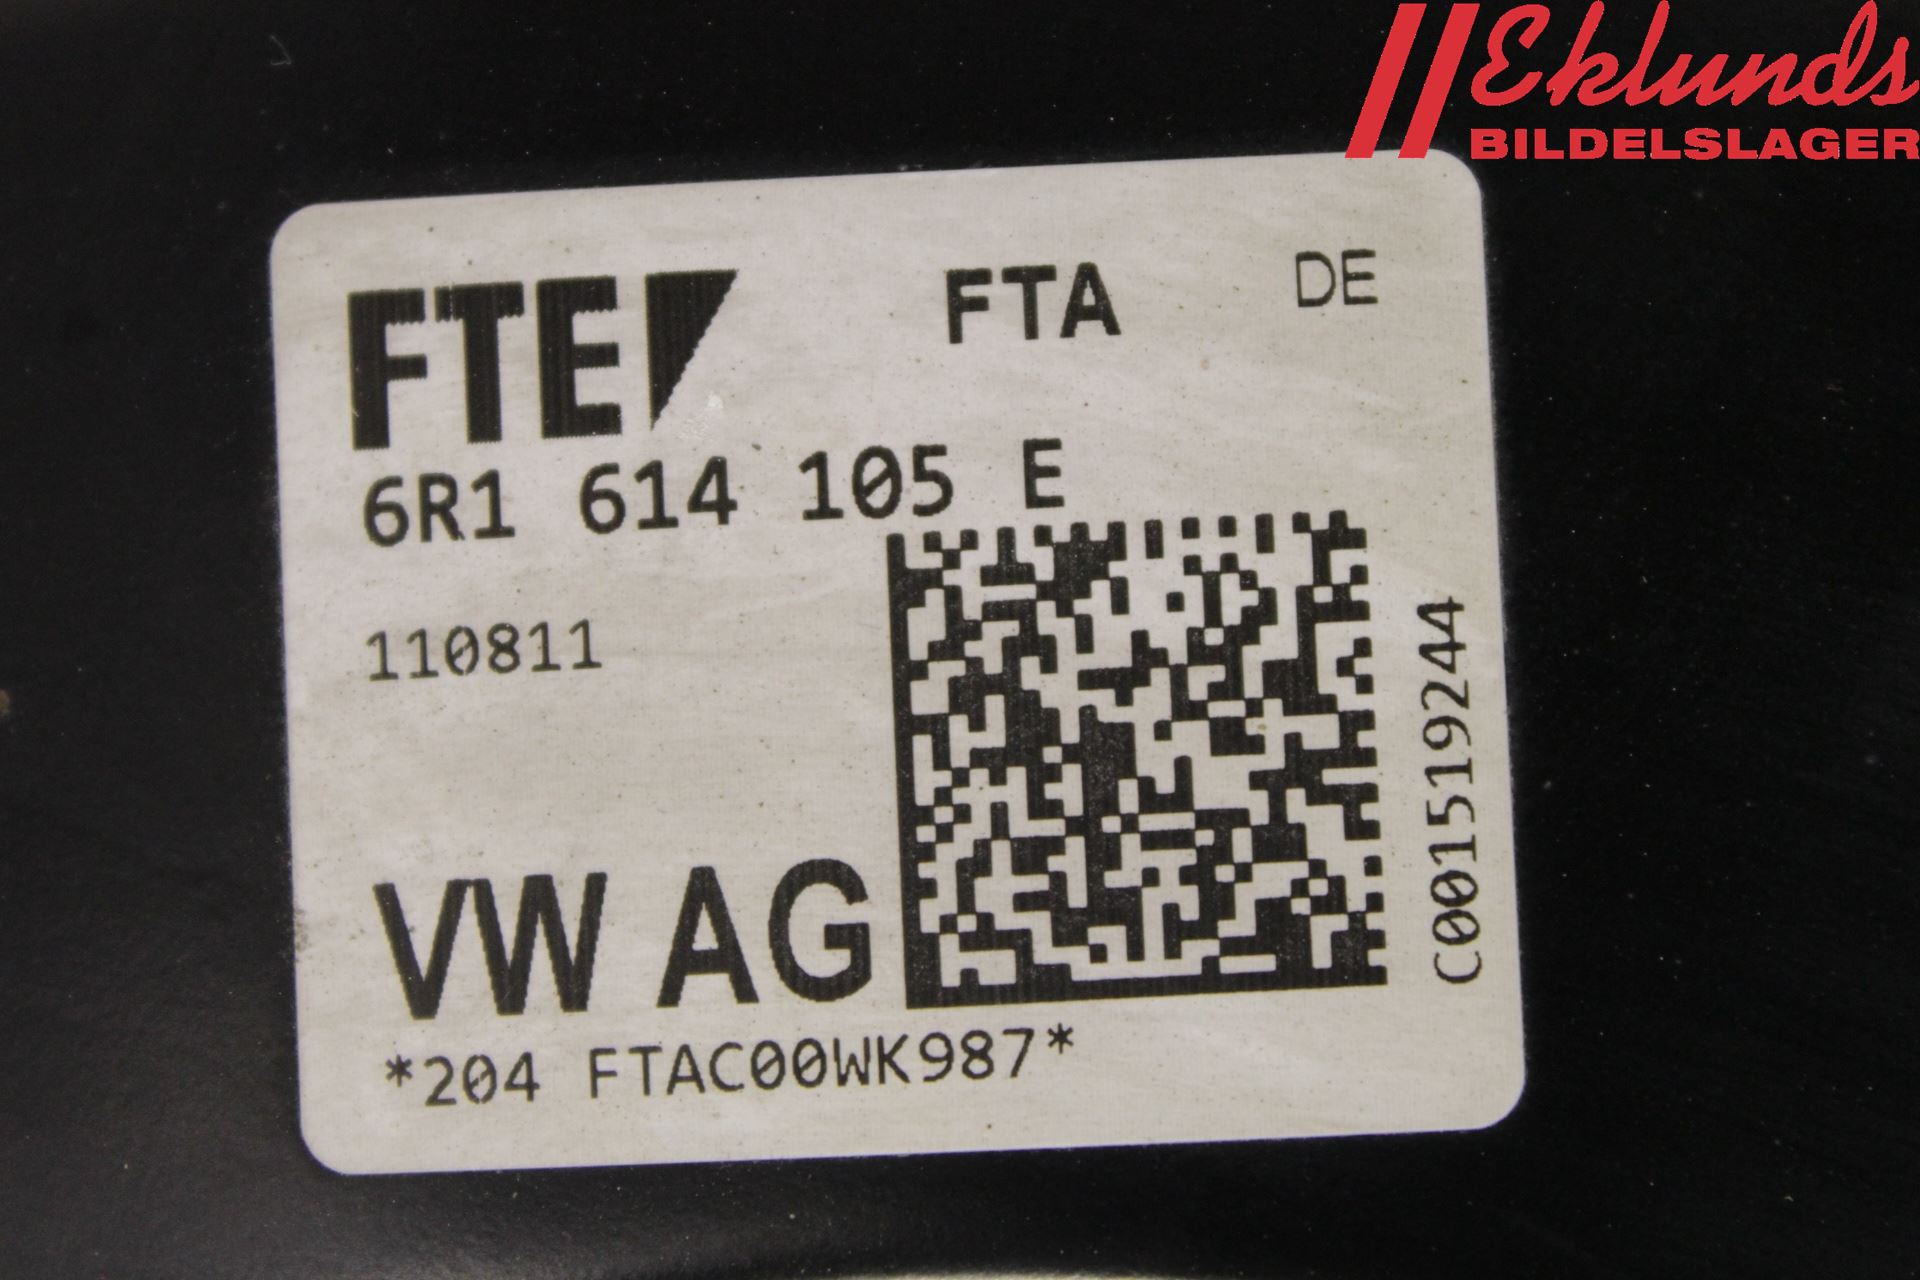 Eklunds
BILDELSLAGER
FTE FTA DE
6R1 614 105 E
110811
C001519244
VW AG
*204 FTAC00WK987*